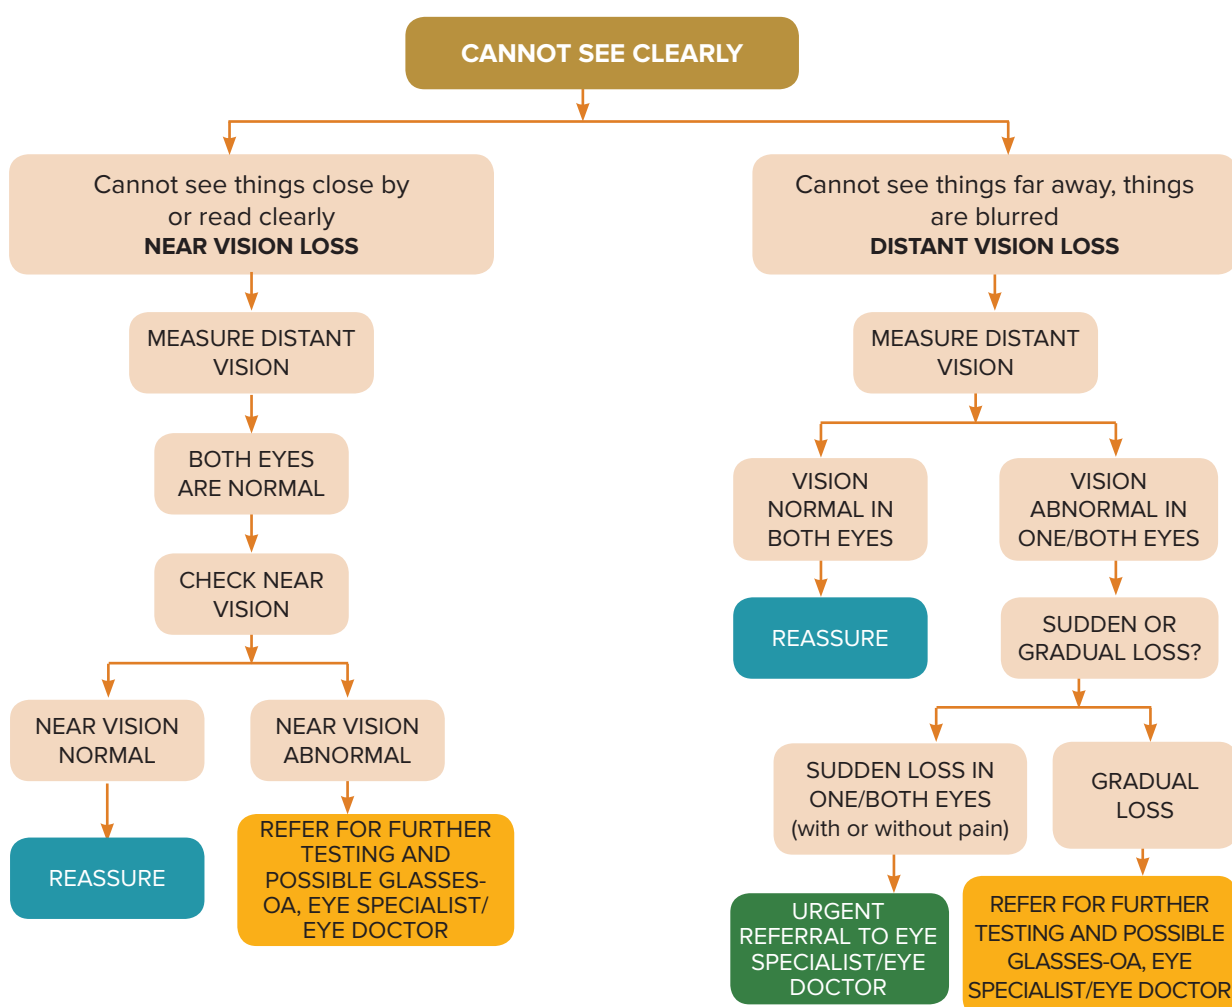 CANNOT SEE CLEARLY
Cannot see things close by
or read clearly
NEAR VISION LOSS
MEASURE DISTANT
VISION
BOTH EYES
ARE NORMAL
CHECK NEAR
VISION
NEAR VISION
NORMAL
REASSURE
NEAR VISION
ABNORMAL
REFER FOR FURTHER
TESTING AND
POSSIBLE GLASSES-
OA, EYE SPECIALIST/
EYE DOCTOR
Cannot see things far away, things
are blurred
DISTANT VISION LOSS
MEASURE DISTANT
VISION
VISION
NORMAL IN
BOTH EYES
REASSURE
VISION
ABNORMAL IN
ONE/BOTH EYES
SUDDEN OR
GRADUAL LOSS?
SUDDEN LOSS IN
ONE/BOTH EYES
(with or without pain)
URGENT
REFERRAL TO EYE
SPECIALIST/EYE
DOCTOR
GRADUAL
LOSS
REFER FOR FURTHER
TESTING AND POSSIBLE
GLASSES-OA, EYE
SPECIALIST/EYE DOCTOR